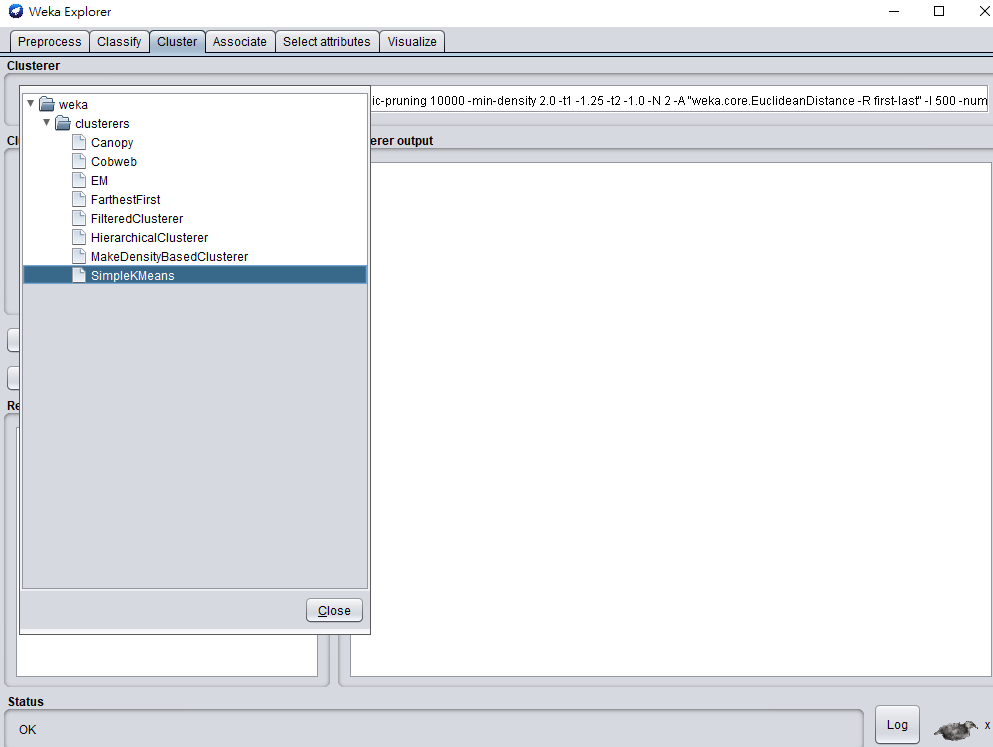 Weka Explorer
Preprocess Classify Cluster Associate Select attributes Visualize
Clusterer
ic-pruning 10000 -min-density 2.0 -t1 -1.25 -t2 -1.0 -N 2 -A "weka.core.EuclideanDistance -R first-last" -I 500 -num
weka
clusterers
Canopy
Cobweb
EM
FarthestFirst
FilteredClusterer
HierarchicalClusterer
MakeDensityBasedClusterer
SimpleKMeans
Close
Cl
erer output
Re
Status
OK
Log
x